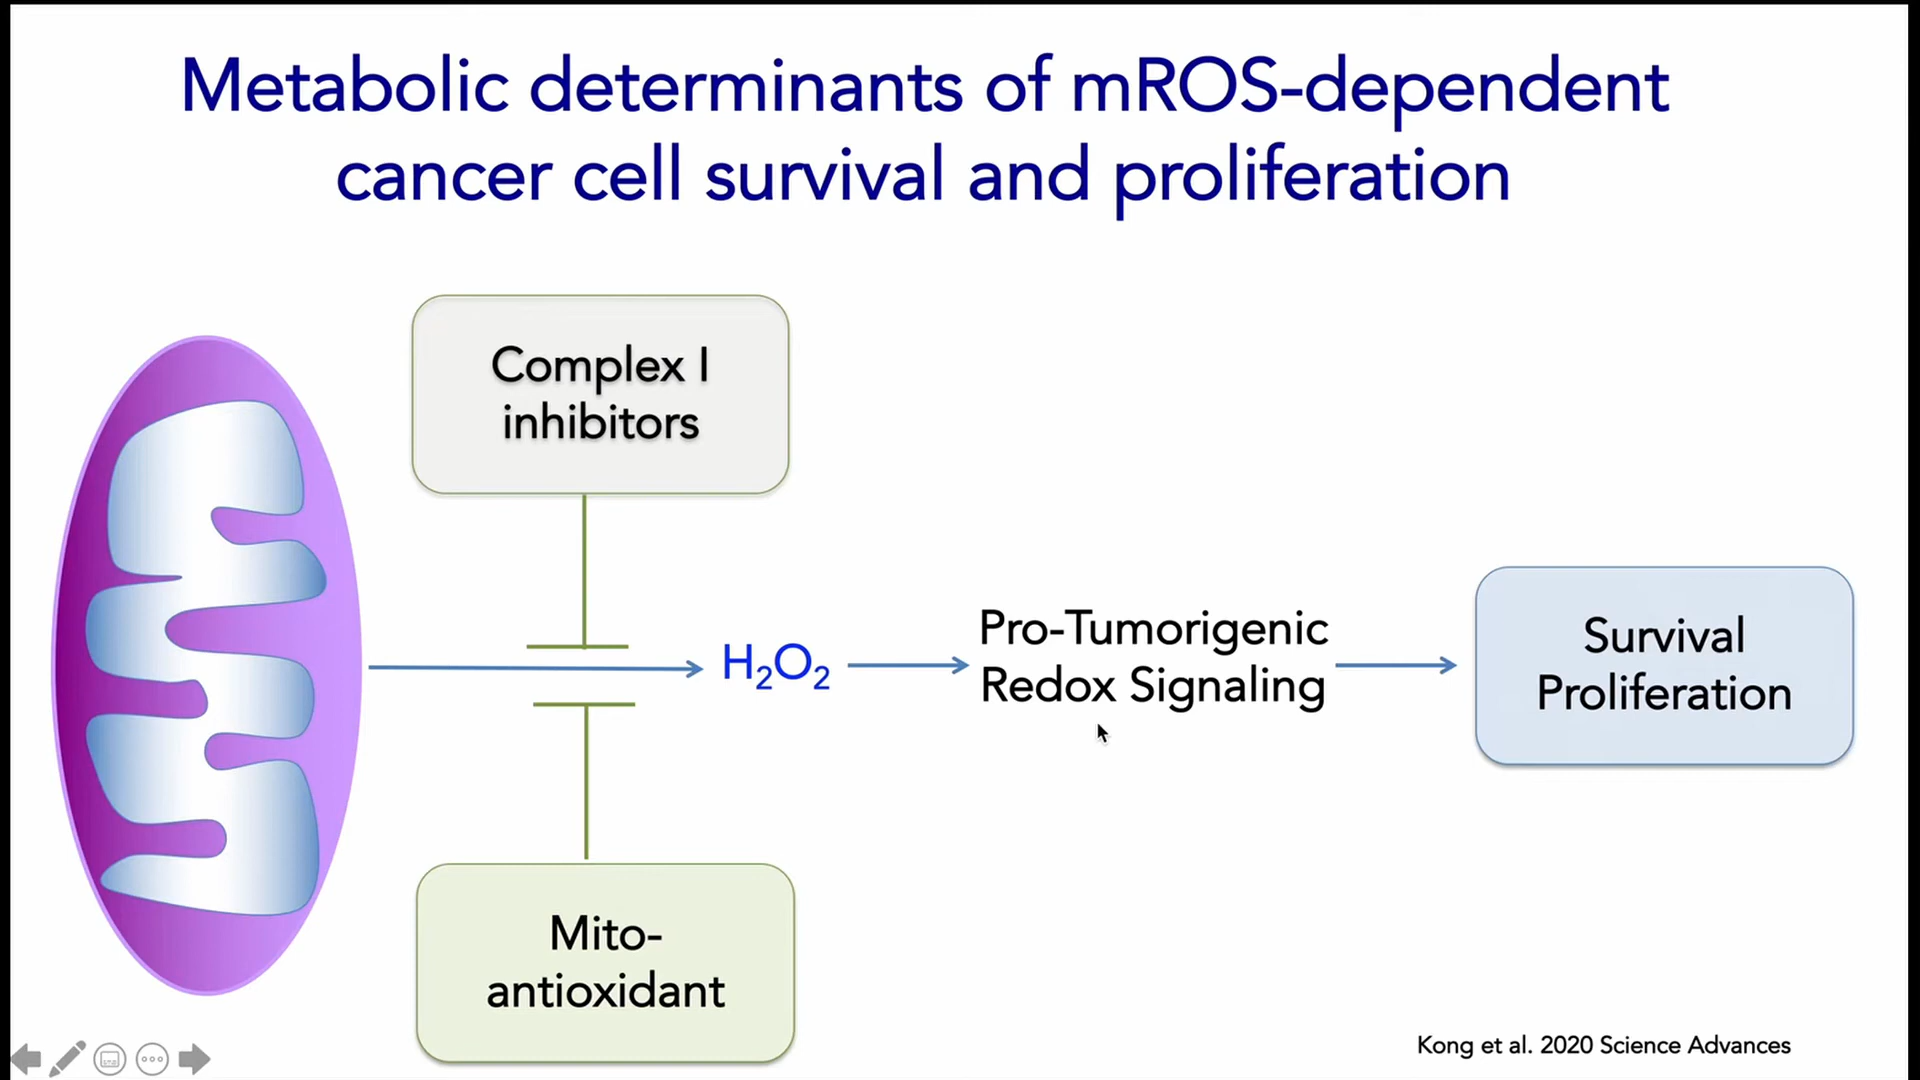 Metabolic determinants of mROS-dependent
cancer cell survival and proliferation
Complex I
inhibitors
H₂O₂
Pro-Tumorigenic
Redox Signaling
Survival
Proliferation
Mito-
antioxidant
Kong et al. 2020 Science Advances